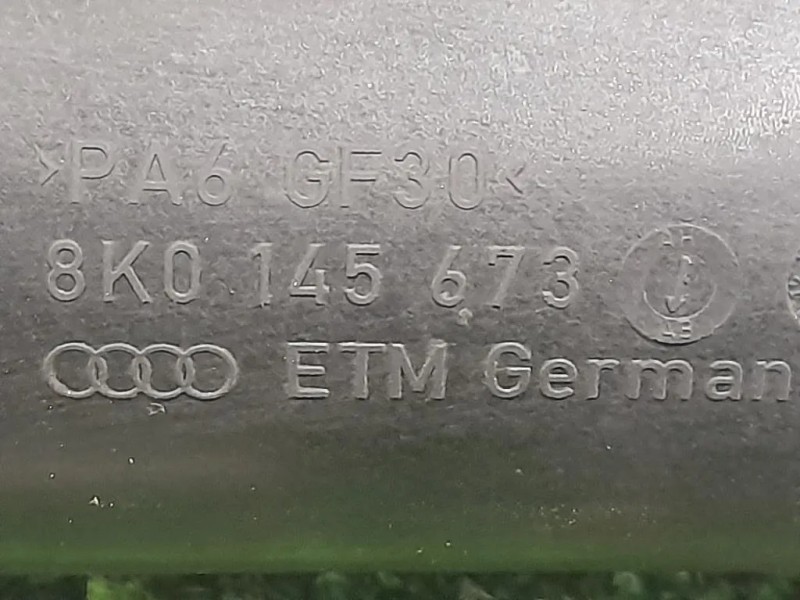 >PA6 GF30<
8K0 145 673
ETM German